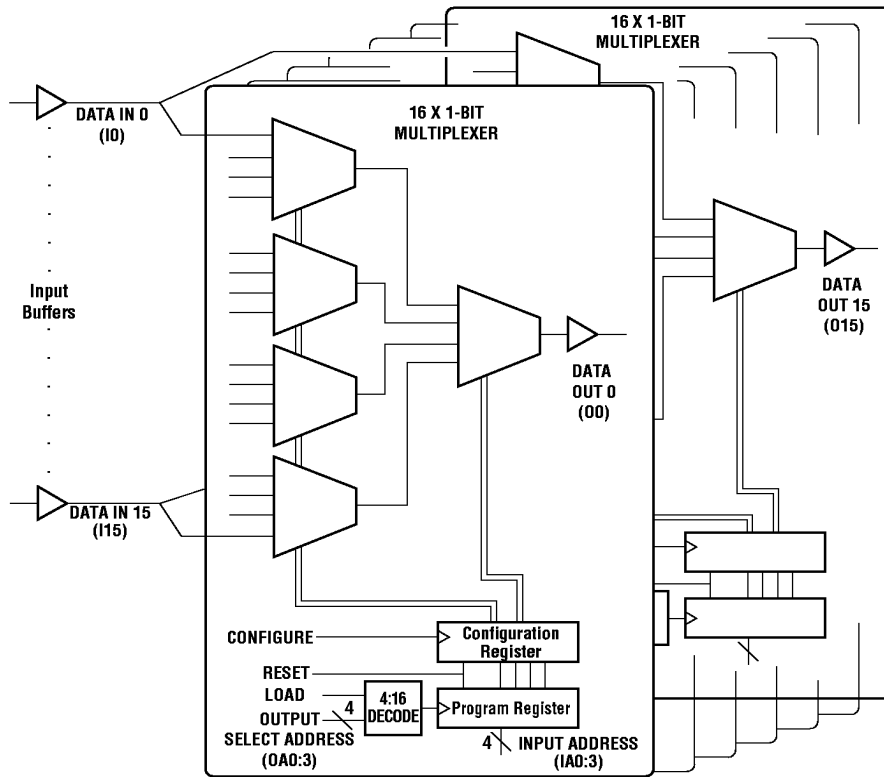 16 X 1-BIT
MULTIPLEXER
16 X 1-BIT
MULTIPLEXER
DATA IN 0
(I0)
Input
Buffers
DATA
OUT 15
(O15)
DATA
OUT 0
(O0)
DATA IN 15
(I15)
CONFIGURE
Configuration
Register
RESET
LOAD
OUTPUT
SELECT ADDRESS
(OA0:3)
4
4:16
DECODE
Program Register
4
INPUT ADDRESS
(IA0:3)